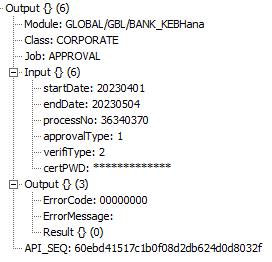 Output {} (6)
Module: GLOBAL/GBL/BANK_KEBHana
Class: CORPORATE
Job: APPROVAL
Input {} (6)
startDate: 20230401
endDate: 20230504
processNo: 36340370
approvalType: 1
verifiType: 2
certPWD: *************
Output {} (3)
ErrorCode: 00000000
ErrorMessage:
Result {} (0)
API_SEQ: 60ebd41517c1b0f08d2db624d0d8032f